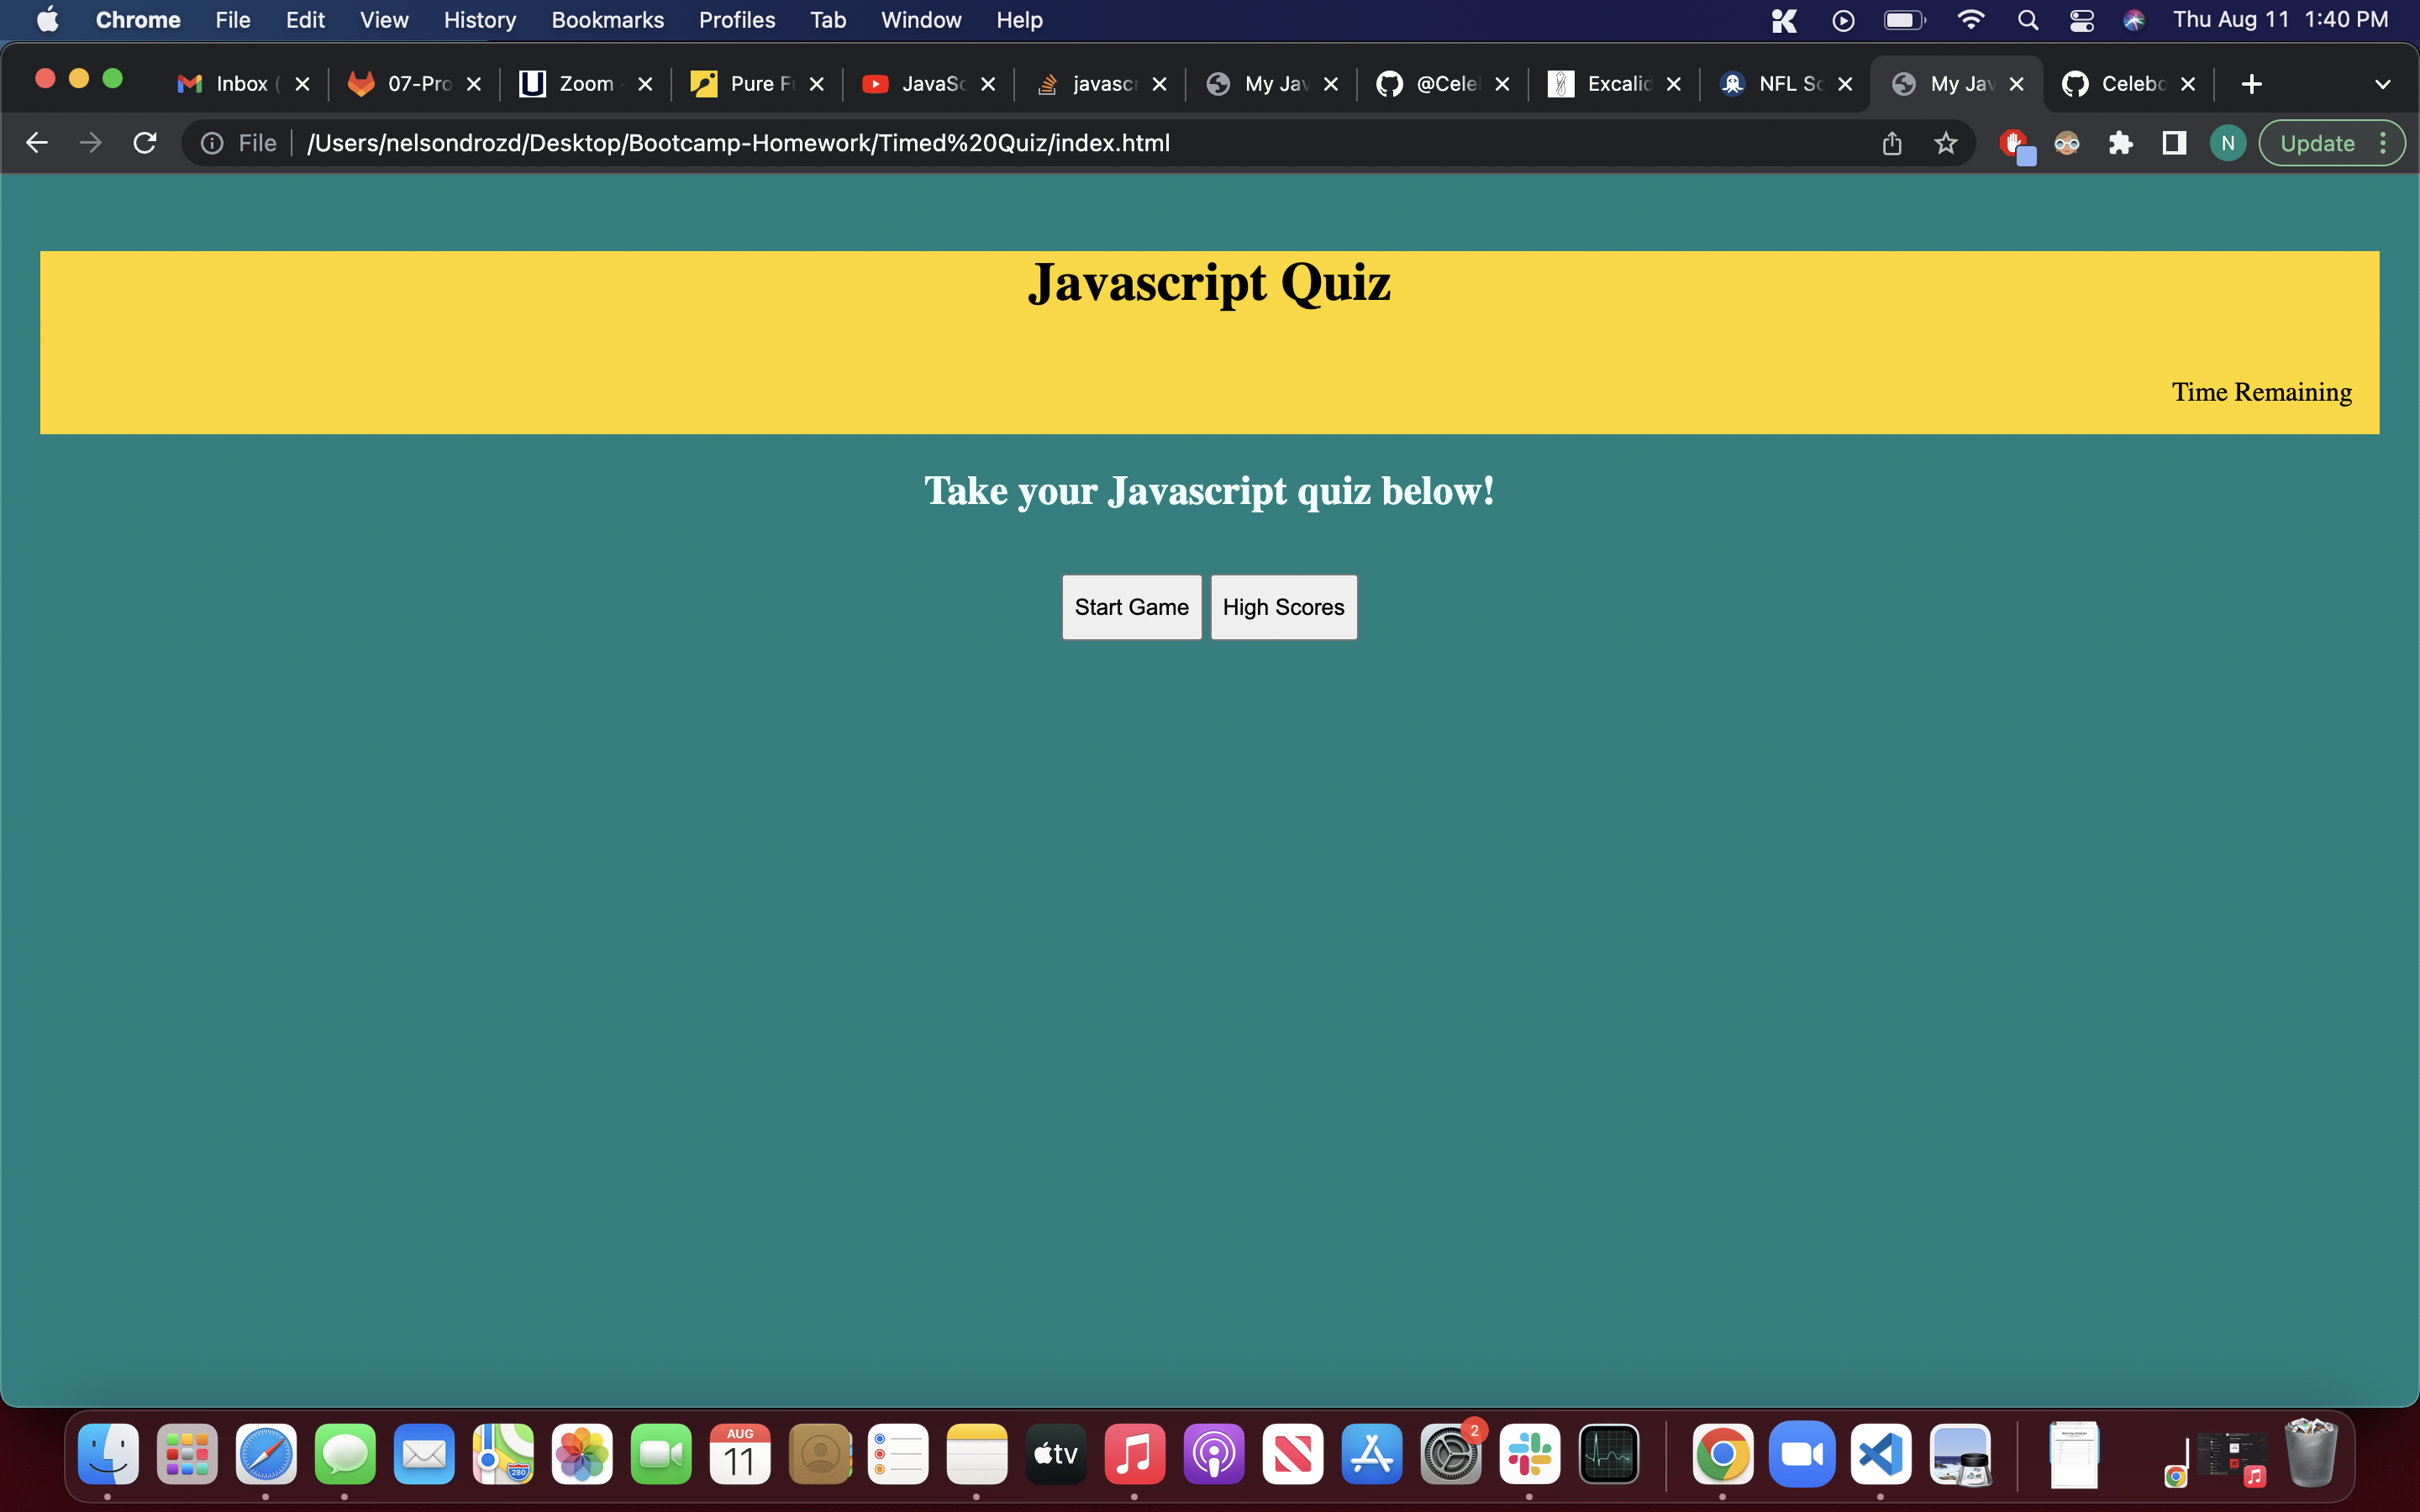 Chrome File Edit View History Bookmarks Profiles Tab Window Help Thu Aug 11 1:40 PM
Inbox ( 07-Pro Zoom - Pure F JavaSc javascr My Jav @Cele Excalid NFL Sc My Jav Celebo
File /Users/nelsondrozd/Desktop/Bootcamp-Homework/Timed%20Quiz/index.html N Update
Javascript Quiz
Time Remaining
Take your Javascript quiz below!
Start Game High Scores
280 AUG 11 tv 2